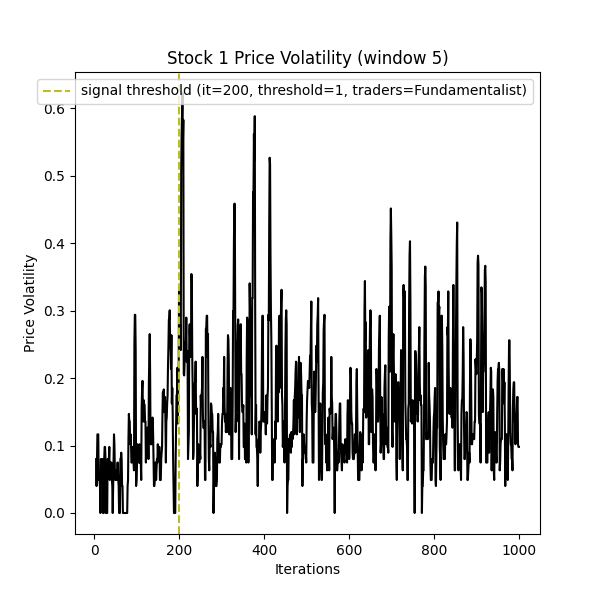 Stock 1 Price Volatility (window 5)
signal threshold (it=200, threshold=1, traders=Fundamentalist)
Price Volatility
0.6
0.5
0.4
0.3
0.2
0.1
0.0
0 200 400 600 800 1000
Iterations